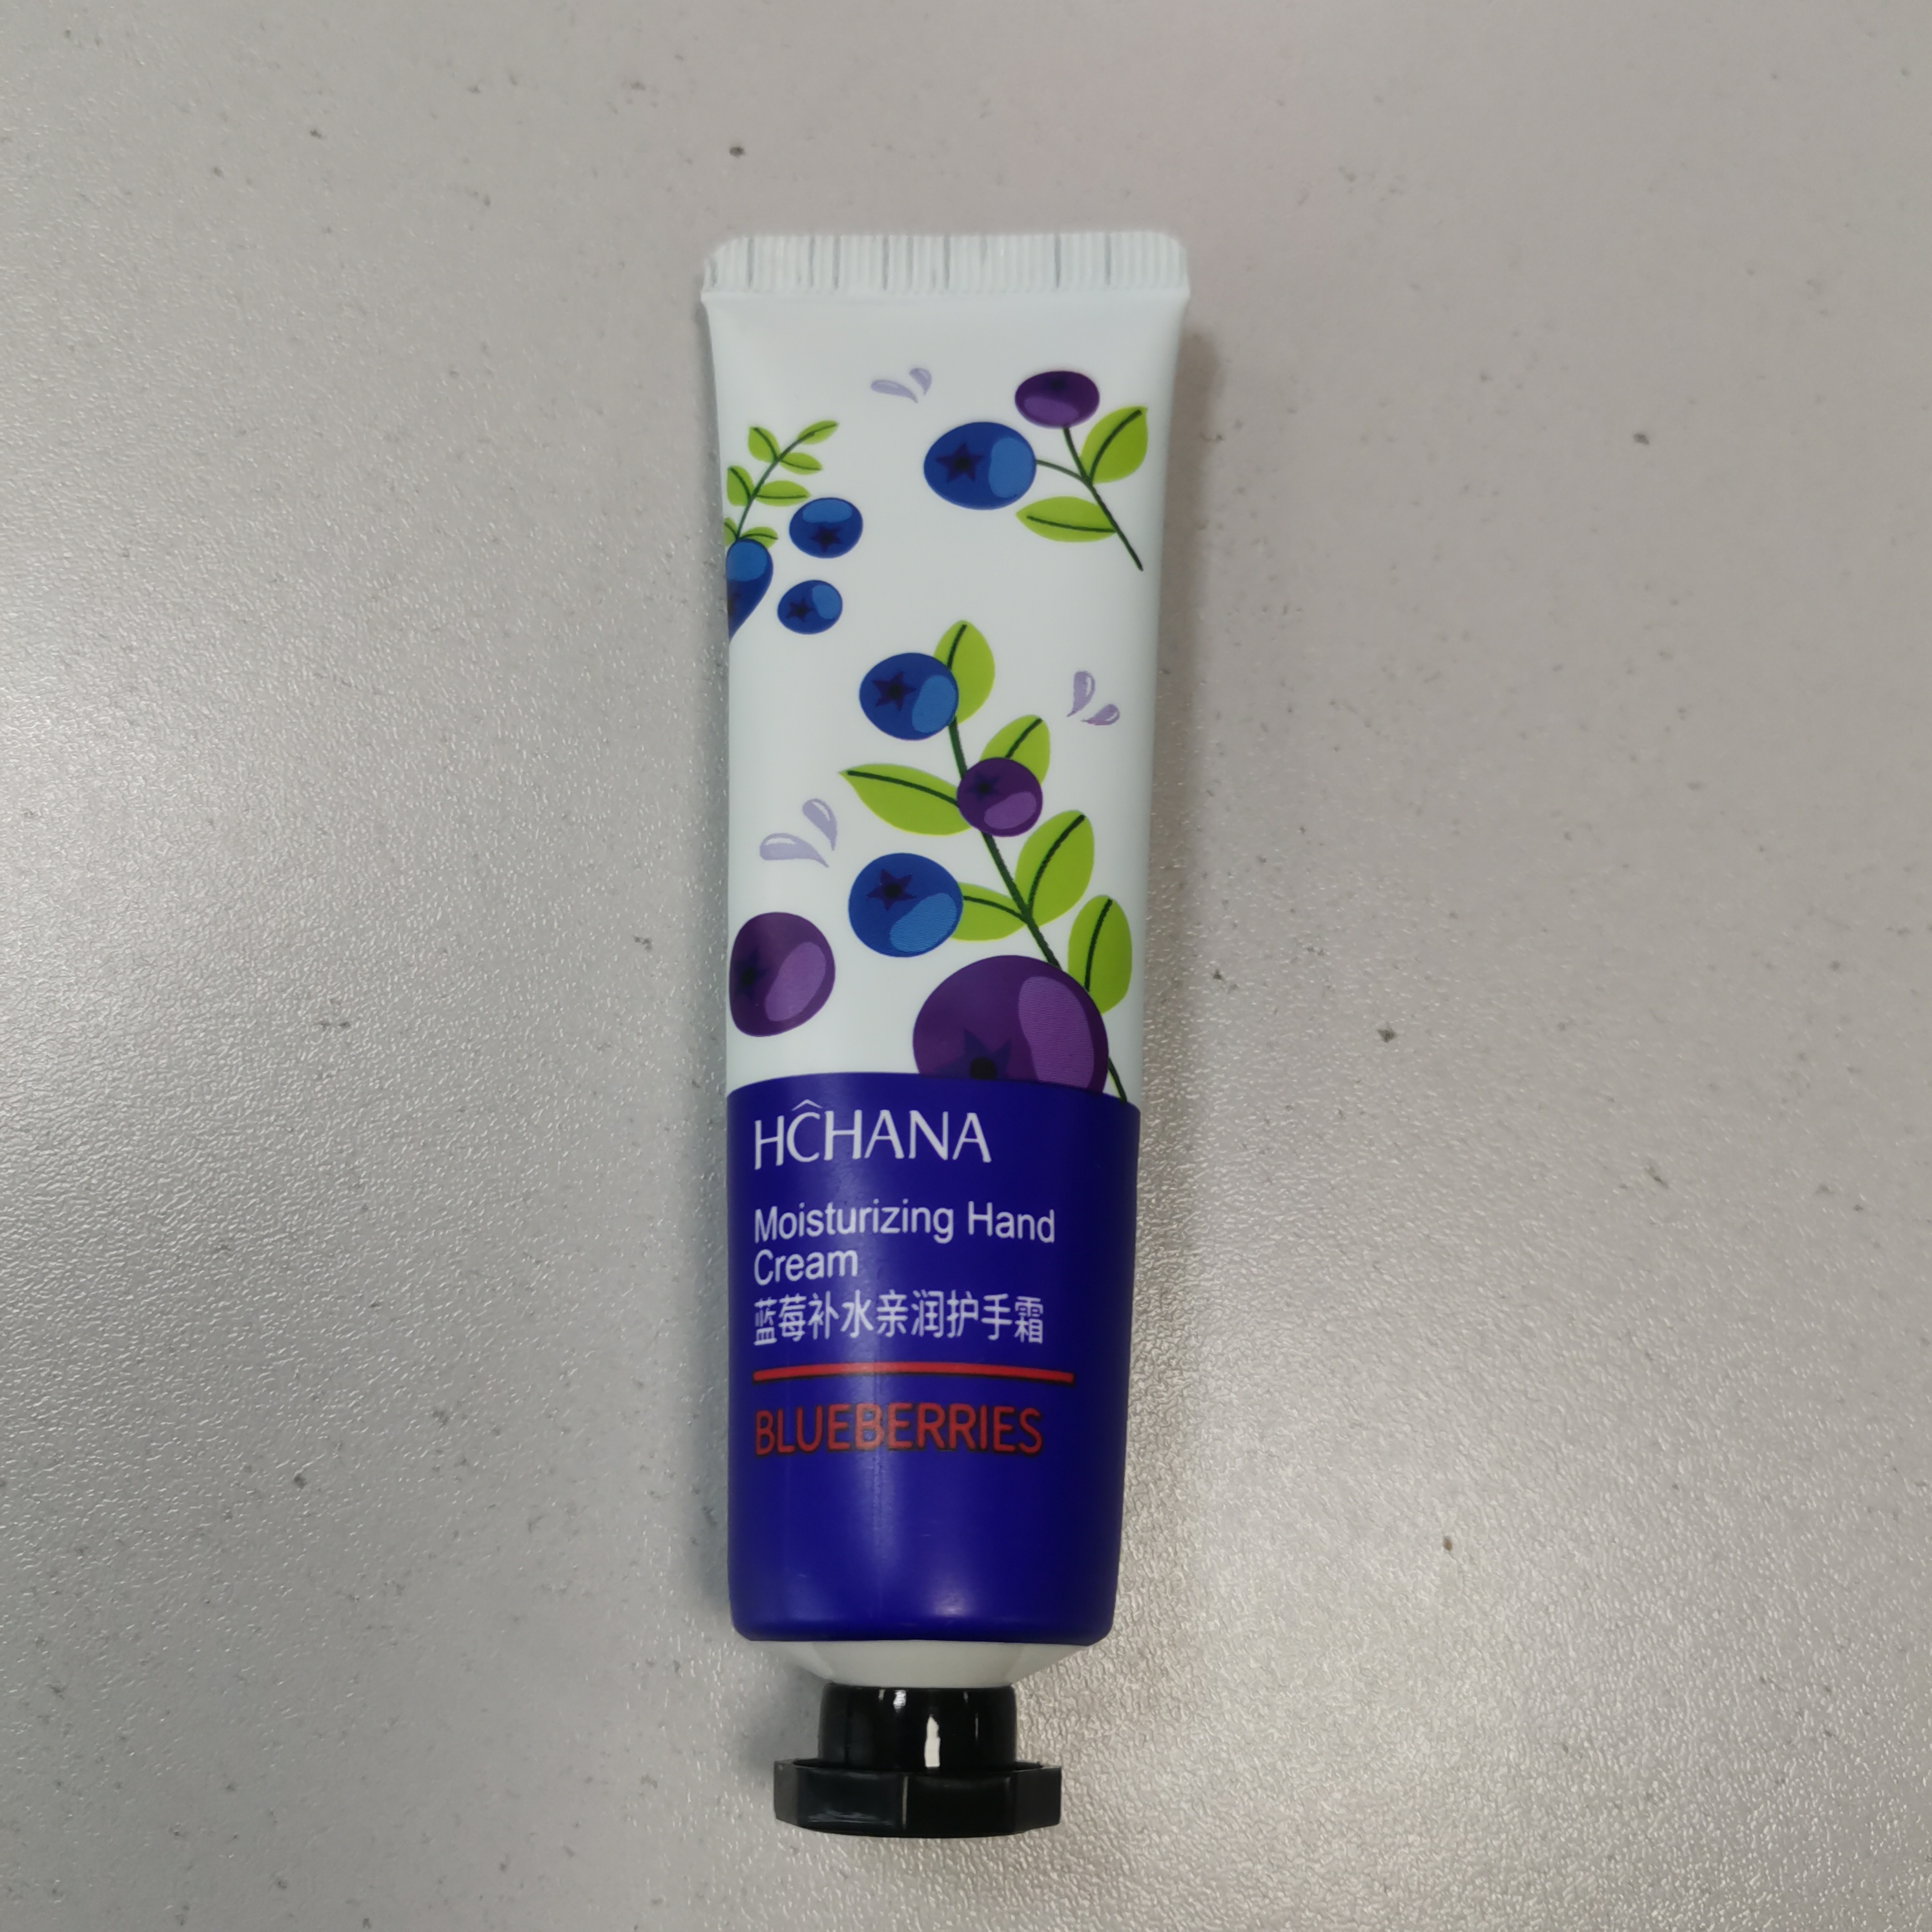 HĈHANA
Moisturizing Hand
Cream
蓝莓补水亲润护手霜
BLUEBERRIES